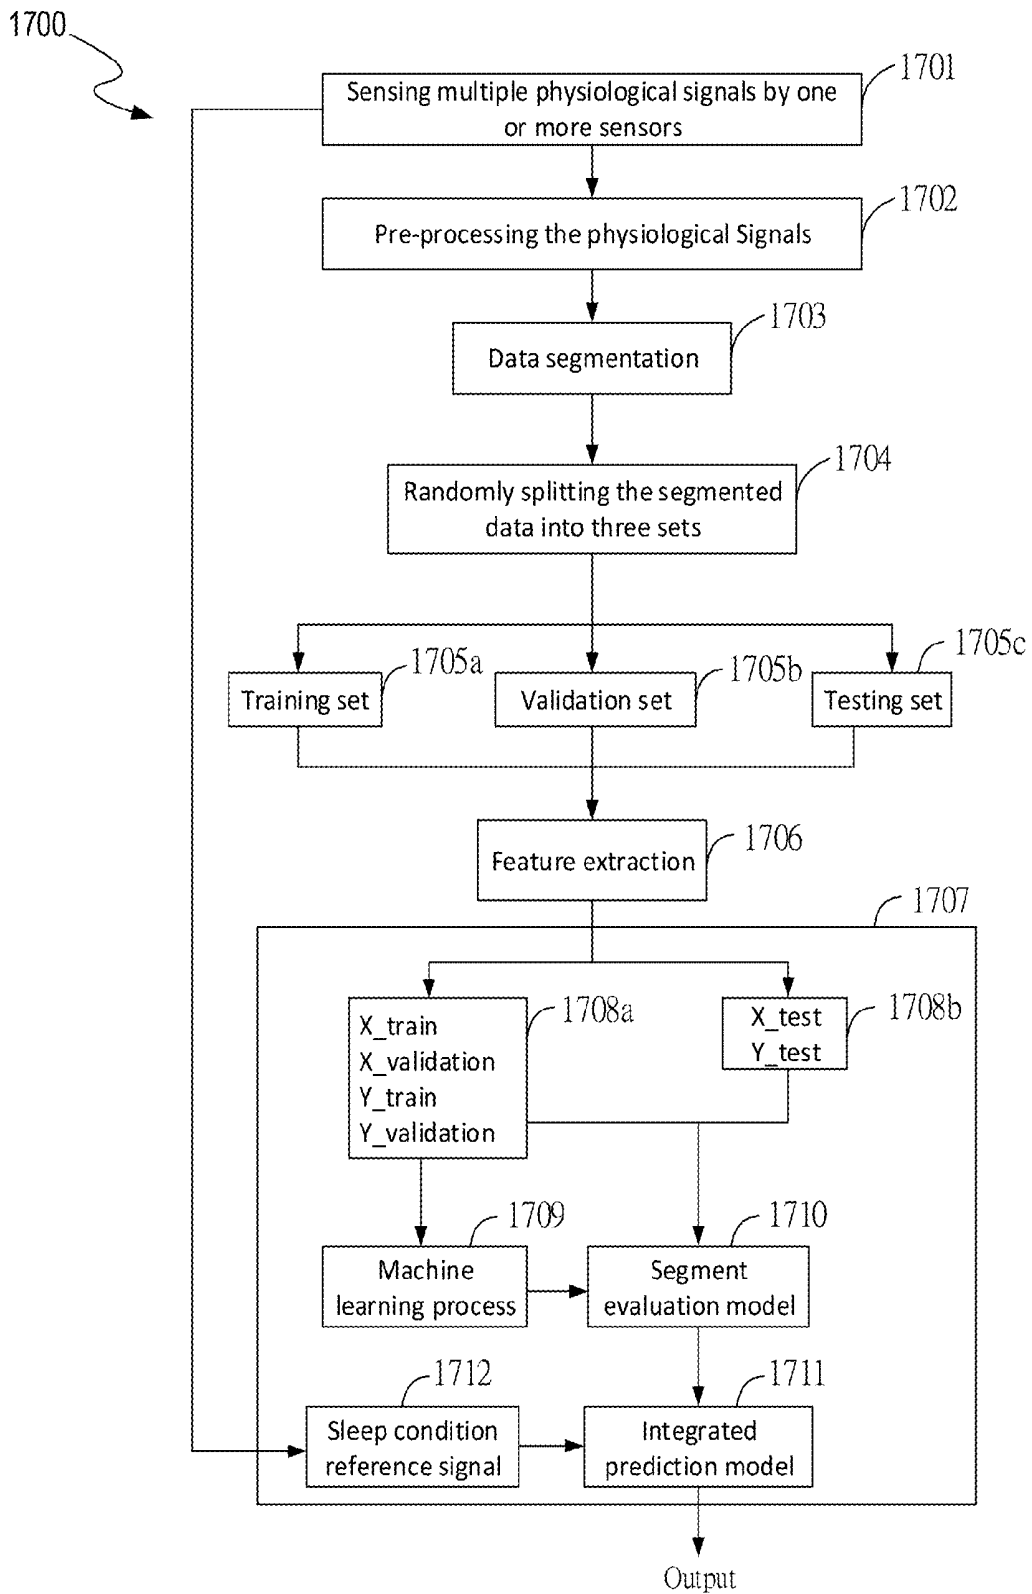 1700
1701
Sensing multiple physiological signals by one
or more sensors
1702
Pre-processing the physiological Signals
1703
Data segmentation
1704
Randomly splitting the segmented
data into three sets
1705a
1705b
1705c
Training set
Validation set
Testing set
1706
Feature extraction
1707
1708a
X_train
X_validation
Y_train
Y_validation
1708b
X_test
Y_test
1709
Machine
learning process
1710
Segment
evaluation model
1712
Sleep condition
reference signal
1711
Integrated
prediction model
Output